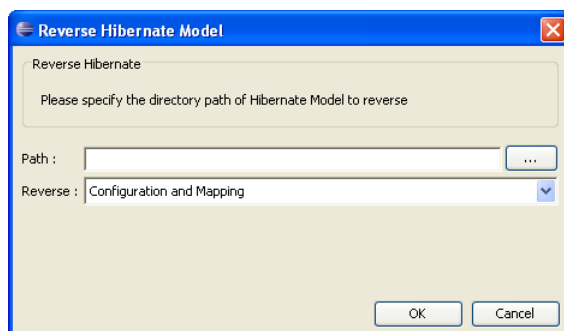 Reverse Hibernate Model
Reverse Hibernate
Please specify the directory path of Hibernate Model to reverse
Path :
...
Reverse : Configuration and Mapping
OK Cancel